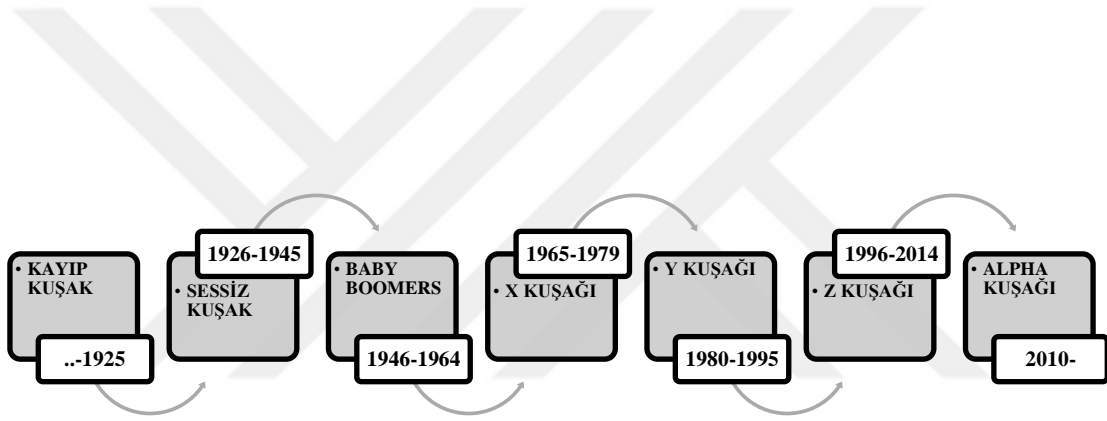 • KAYIP
KUŞAK
..-1925
1926-1945
• SESSİZ
KUŞAK
• BABY
BOOMERS
1946-1964
1965-1979
• X KUŞAĞI
• Y KUŞAĞI
1980-1995
1996-2014
• Z KUŞAĞI
• ALPHA
KUŞAĞI
2010-